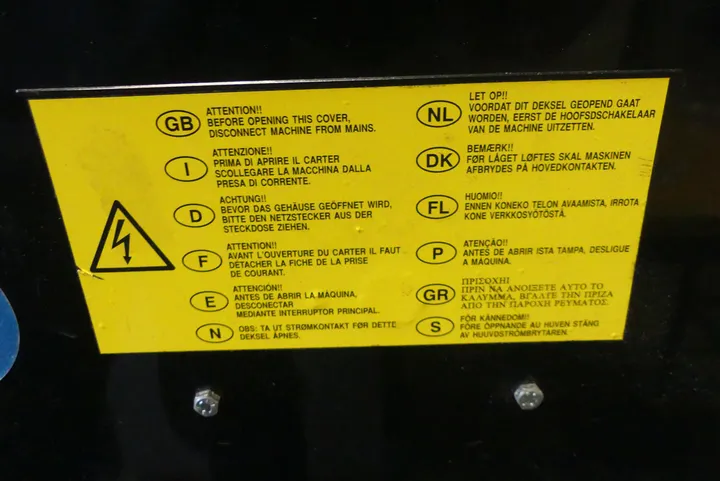 GB
ATTENTION!!
BEFORE OPENING THIS COVER,
DISCONNECT MACHINE FROM MAINS.
I
ATTENZIONE!!
PRIMA DI APRIRE IL CARTER
SCOLLEGARE LA MACCHINA DALLA
PRESA DI CORRENTE.
D
ACHTUNG!!
BEVOR DAS GEHÄUSE GEÖFFNET WIRD,
BITTE DEN NETZSTECKER AUS DER
STECKDOSE ZIEHEN.
F
ATTENTION!!
AVANT L'OUVERTURE DU CARTER IL FAUT
DETACHER LA FICHE DE LA PRISE
DE COURANT.
E
ATTENCIÓN!!
ANTES DE ABRIR LA MÁQUINA,
DESCONECTAR
MEDIANTE INTERRUPTOR PRINCIPAL.
N
OBS: TA UT STRØMKONTAKT FØR DETTE
DEKSEL ÅPNES.
NL
LET OP!!
VOORDAT DIT DEKSEL GEOPEND GAAT
WORDEN, EERST DE HOOFSDSCHAKELAAR
VAN DE MACHINE UITZETTEN.
DK
BEMÆRK!!
FØR LÅGET LØFTES SKAL MASKINEN
AFBRYDES PÅ HOVEDKONTAKTEN.
FL
HUOMIO!!
ENNEN KONEKO TELON AVAAMISTA, IRROTA
KONE VERKKOSYÖTÖSTÄ.
P
ATENÇÃO!!
ANTES DE ABRIR ISTA TAMPA, DESLIGUE
A MÁQUINA.
GR
ΠΡΙΣΟΧΗ!
ΠΡΙΝ ΝΑ ΑΝΟΙΞΕΤΕ ΑΥΤΟ ΤΟ
ΚΑΛΥΜΜΑ, ΒΓΑΛΤΕ ΤΗΝ ΠΡΙΖΑ
ΑΠΟ ΤΗΝ ΠΑΡΟΧΗ ΡΕΥΜΑΤΟΣ.
S
FÖR KÄNNEDOM!!
FÖRE ÖPPNANDE AU HUVEN STÄNG
AV HUUVDSTRÖMBRYTAREN.